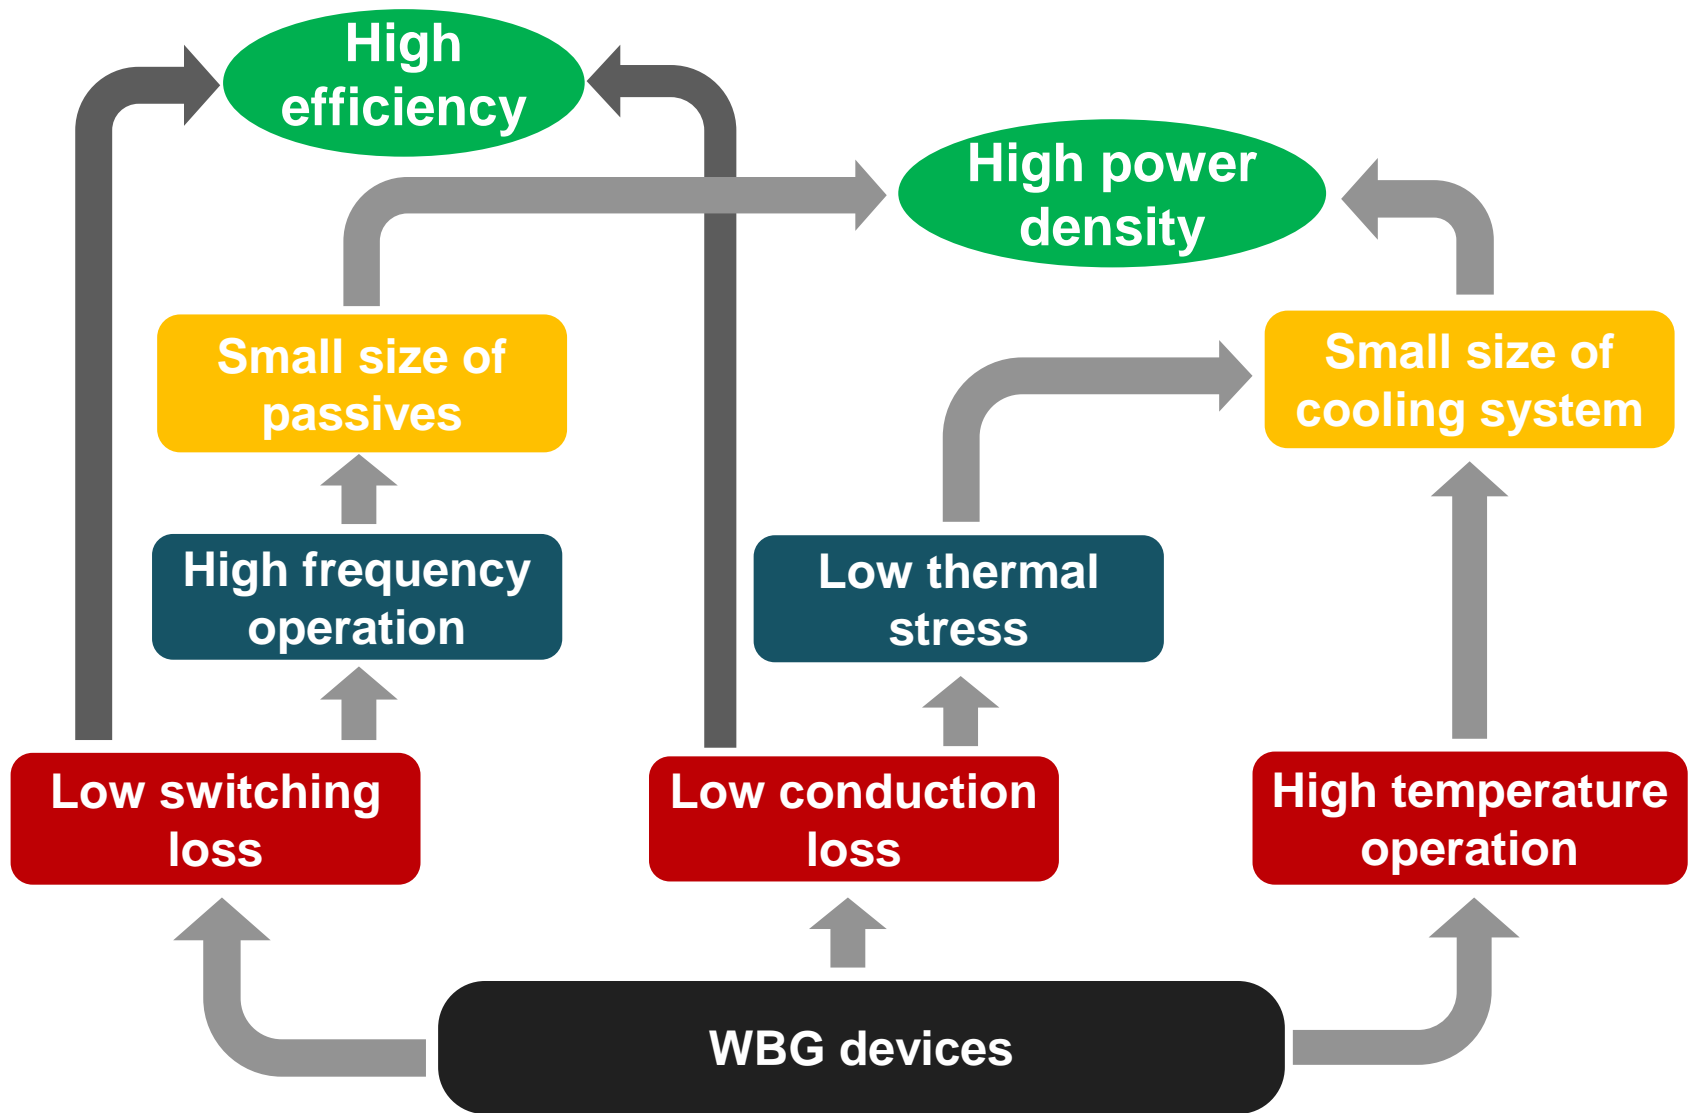 High
efficiency
High power
density
Small size of
passives
Small size of
cooling system
High frequency
operation
Low thermal
stress
Low switching
loss
Low conduction
loss
High temperature
operation
WBG devices